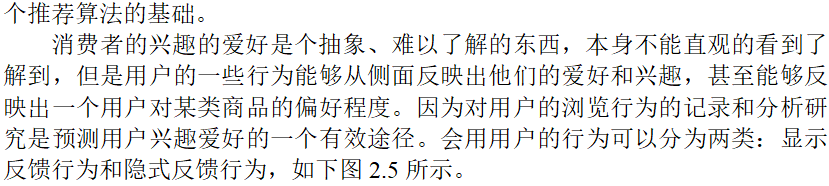 个推荐算法的基础。
消费者的兴趣的爱好是个抽象、难以了解的东西，本身不能直观的看到了
解到，但是用户的一些行为能够从侧面反映出他们的爱好和兴趣，甚至能够反
映出一个用户对某类商品的偏好程度。因为对用户的浏览行为的记录和分析研
究是预测用户兴趣爱好的一个有效途径。会用用户的行为可以分为两类：显示
反馈行为和隐式反馈行为，如下图 2.5 所示。